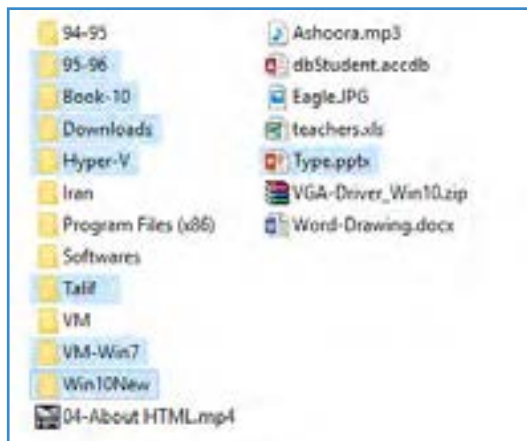 94-95
95-96
Book-10
Downloads
Hyper-V
Iran
Program Files (x86)
Softwares
Talif
VM
VM-Win7
Win10New
04-About HTML.mp4
Ashoora.mp3
dbStudent.accdb
Eagle.JPG
teachers.xls
Type.pptx
VGA-Driver_Win10.zip
Word-Drawing.docx